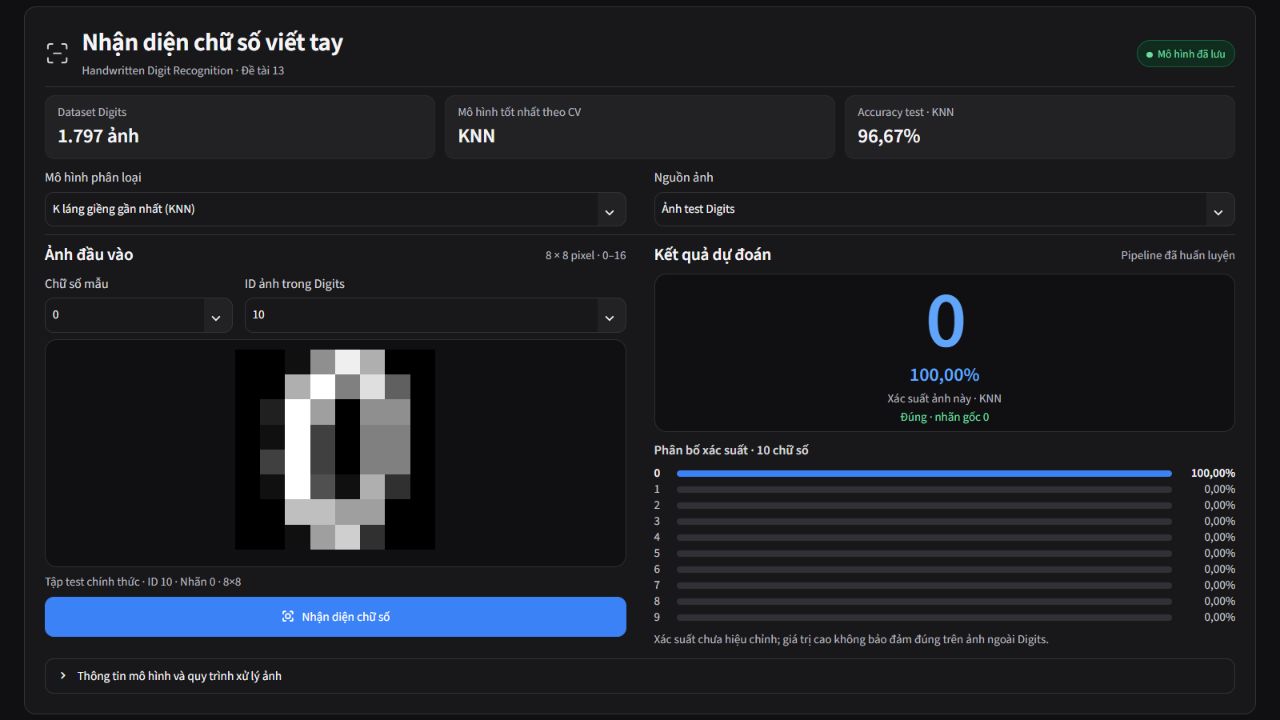 Nhận diện chữ số viết tay
Handwritten Digit Recognition · Đề tài 13
Mô hình đã lưu
Dataset Digits
1.797 ảnh
Mô hình tốt nhất theo CV
KNN
Accuracy test · KNN
96,67%
Mô hình phân loại
K láng giềng gần nhất (KNN)
Nguồn ảnh
Ảnh test Digits
Ảnh đầu vào
8 × 8 pixel · 0–16
Chữ số mẫu
0
ID ảnh trong Digits
10
Tập test chính thức · ID 10 · Nhãn 0 · 8×8
Nhận diện chữ số
Kết quả dự đoán
Pipeline đã huấn luyện
0
100,00%
Xác suất ảnh này · KNN
Đúng · nhãn gốc 0
Phân bố xác suất · 10 chữ số
0 100,00%
1 0,00%
2 0,00%
3 0,00%
4 0,00%
5 0,00%
6 0,00%
7 0,00%
8 0,00%
9 0,00%
Xác suất chưa hiệu chỉnh; giá trị cao không bảo đảm đúng trên ảnh ngoài Digits.
Thông tin mô hình và quy trình xử lý ảnh